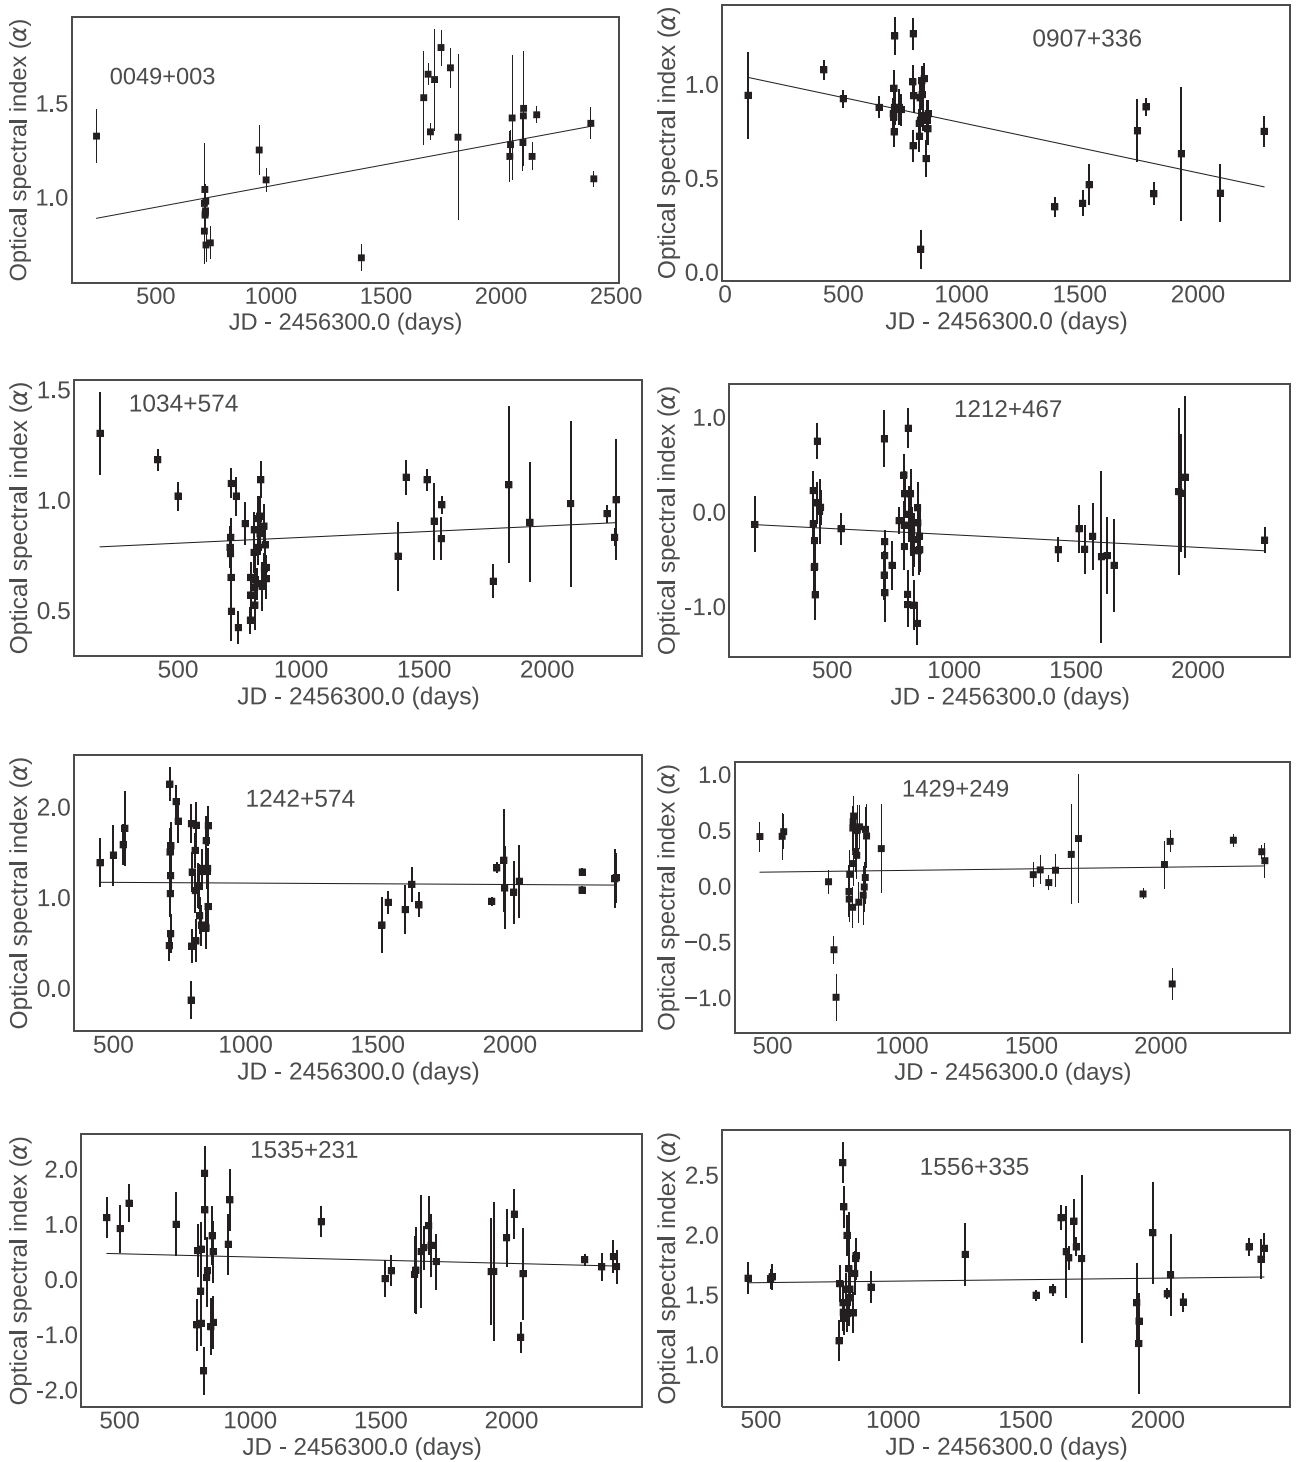 Optical spectral index (α)
0049+003
1.5
1.0
500 1000 1500 2000 2500
JD - 2456300.0 (days)
Optical spectral index (α)
0907+336
1.0
0.5
0.0
0 500 1000 1500 2000
JD - 2456300.0 (days)
Optical spectral index (α)
1034+574
1.5
1.0
0.5
500 1000 1500 2000
JD - 2456300.0 (days)
Optical spectral index (α)
1212+467
1.0
0.0
-1.0
500 1000 1500 2000
JD - 2456300.0 (days)
Optical spectral index (α)
1242+574
2.0
1.0
0.0
500 1000 1500 2000
JD - 2456300.0 (days)
Optical spectral index (α)
1429+249
1.0
0.5
0.0
−0.5
−1.0
500 1000 1500 2000
JD - 2456300.0 (days)
Optical spectral index (α)
1535+231
2.0
1.0
0.0
-1.0
-2.0
500 1000 1500 2000
JD - 2456300.0 (days)
Optical spectral index (α)
1556+335
2.5
2.0
1.5
1.0
500 1000 1500 2000
JD - 2456300.0 (days)